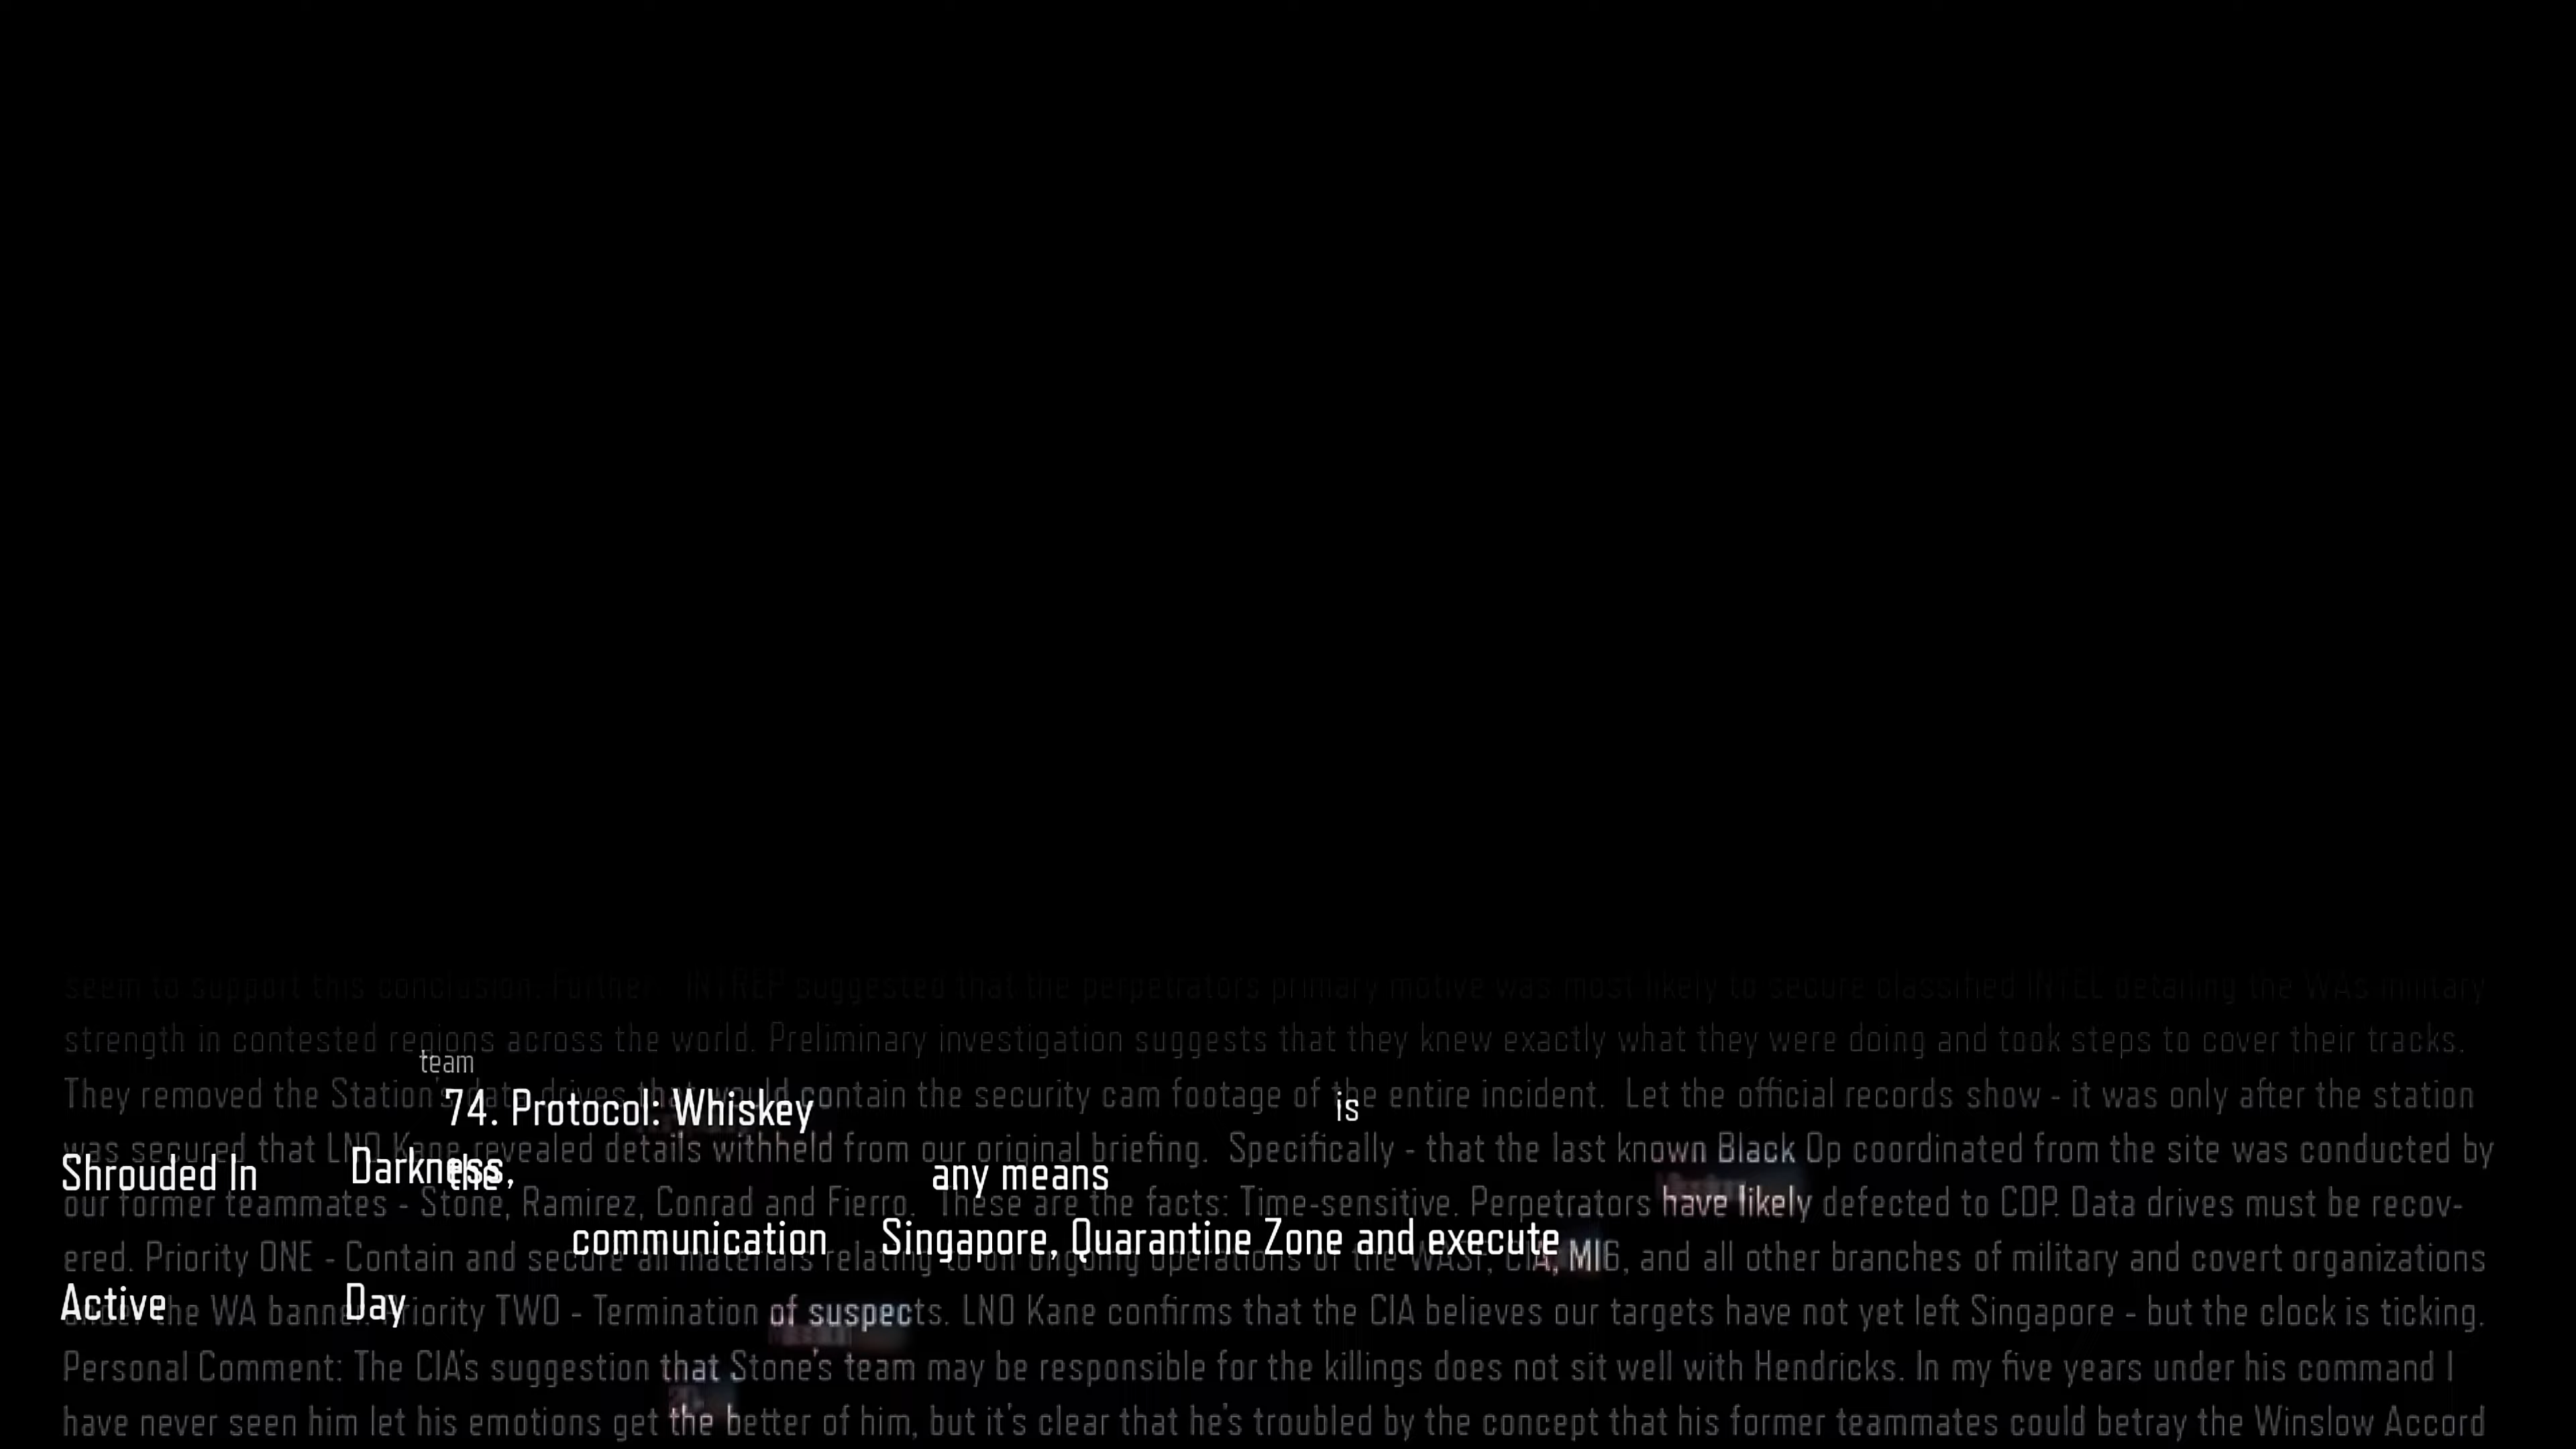 seem to support this conclusion: Further - INTREP suggested that the perpetrators primary motive was most likely to secure classified INTEL detailing the WAs military
strength in contested regions across the world. Preliminary investigation suggests that they knew exactly what they were doing and took steps to cover their tracks.
team
They removed the Station's data drives that would contain the security cam footage of the entire incident. Let the official records show - it was only after the station
74. Protocol: Whiskey
is
was secured that LNO Kane revealed details withheld from our original briefing. Specifically - that the last known Black Op coordinated from the site was conducted by
Shrouded In Darkness, the any means
our former teammates - Stone, Ramirez, Conrad and Fierro. These are the facts: Time-sensitive. Perpetrators have likely defected to CDP. Data drives must be recov-
communication Singapore, Quarantine Zone and execute
ered. Priority ONE - Contain and secure all materials relating to on ongoing operations of the WASF, CIA, MI6, and all other branches of military and covert organizations
Active Day
under the WA banner. Priority TWO - Termination of suspects. LNO Kane confirms that the CIA believes our targets have not yet left Singapore - but the clock is ticking.
Personal Comment: The CIA's suggestion that Stone's team may be responsible for the killings does not sit well with Hendricks. In my five years under his command I
have never seen him let his emotions get the better of him, but it's clear that he's troubled by the concept that his former teammates could betray the Winslow Accord